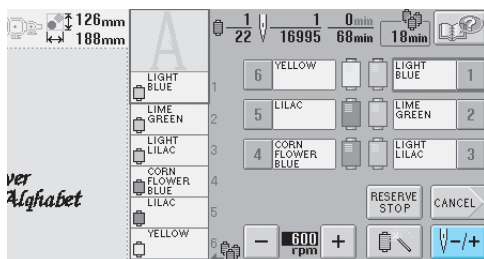 126mm
188mm
1
22
1
16995
0min
68min
18min
A
LIGHT
BLUE
1
LIME
GREEN
2
LIGHT
LILAC
3
CORN
FLOWER
BLUE
4
LILAC
5
YELLOW
6
6
YELLOW
LIGHT
BLUE
1
5
LILAC
LIME
GREEN
2
4
CORN
FLOWER
BLUE
LIGHT
LILAC
3
ver
Alqhabet
RESERVE
STOP
CANCEL
−
600
rpm
+
−/+